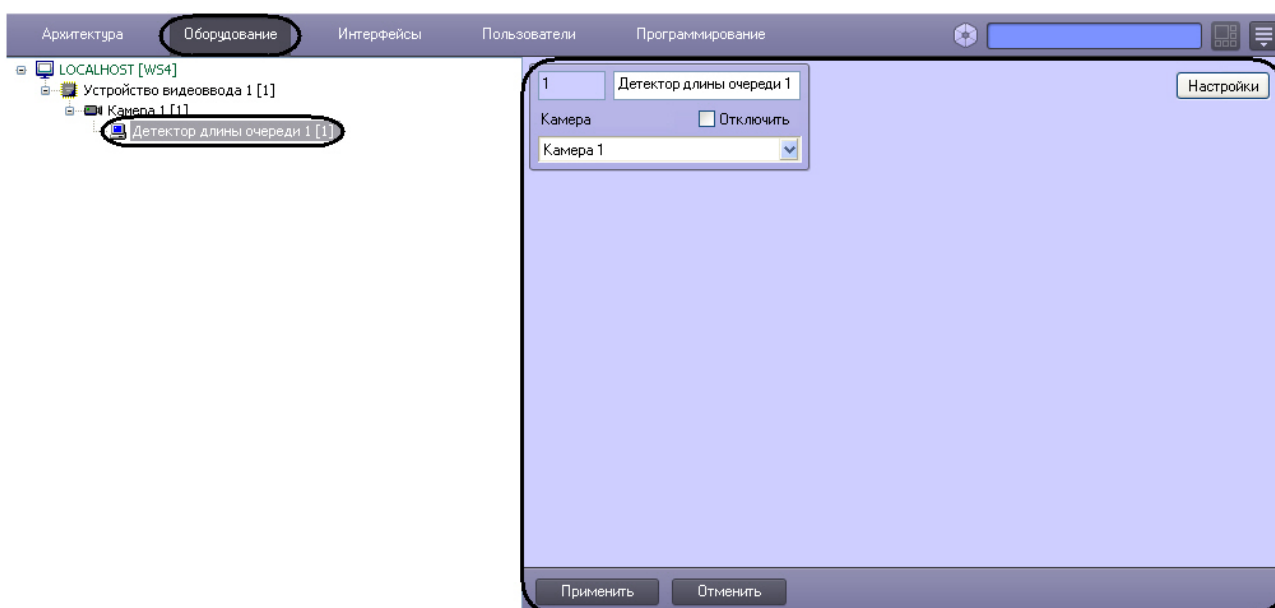 Архитектура Оборудование Интерфейсы Пользователи Программирование
LOCALHOST [WS4]
Устройство видеоввода 1 [1]
Камера 1 [1]
Детектор длины очереди 1 [1]
1 Детектор длины очереди 1
Настройки
Камера Отключить
Камера 1
Применить Отменить